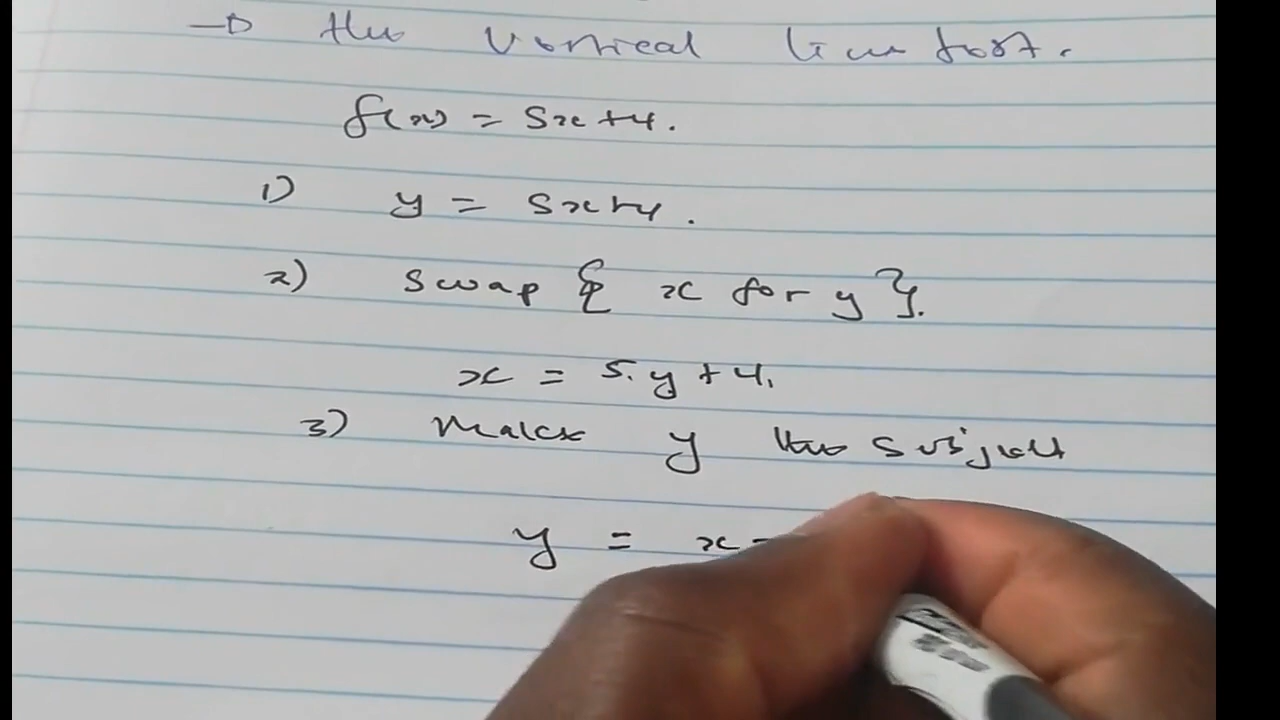 → the vertical line test.
f(x) = 5x+4.
1) y = 5x+4.
2) swap { x for y }.
x = 5.y+4.
3) Make y the subject
y = x-